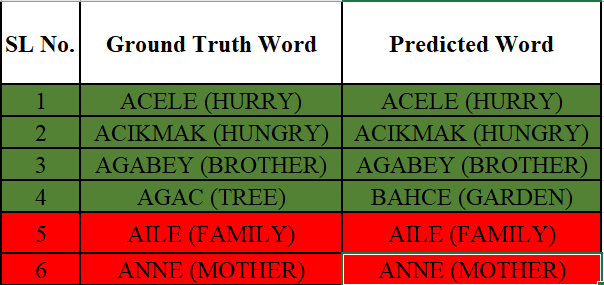 SL No. Ground Truth Word Predicted Word
1 ACELE (HURRY) ACELE (HURRY)
2 ACIKMAK (HUNGRY) ACIKMAK (HUNGRY)
3 AGABEY (BROTHER) AGABEY (BROTHER)
4 AGAC (TREE) BAHCE (GARDEN)
5 AILE (FAMILY) AILE (FAMILY)
6 ANNE (MOTHER) ANNE (MOTHER)